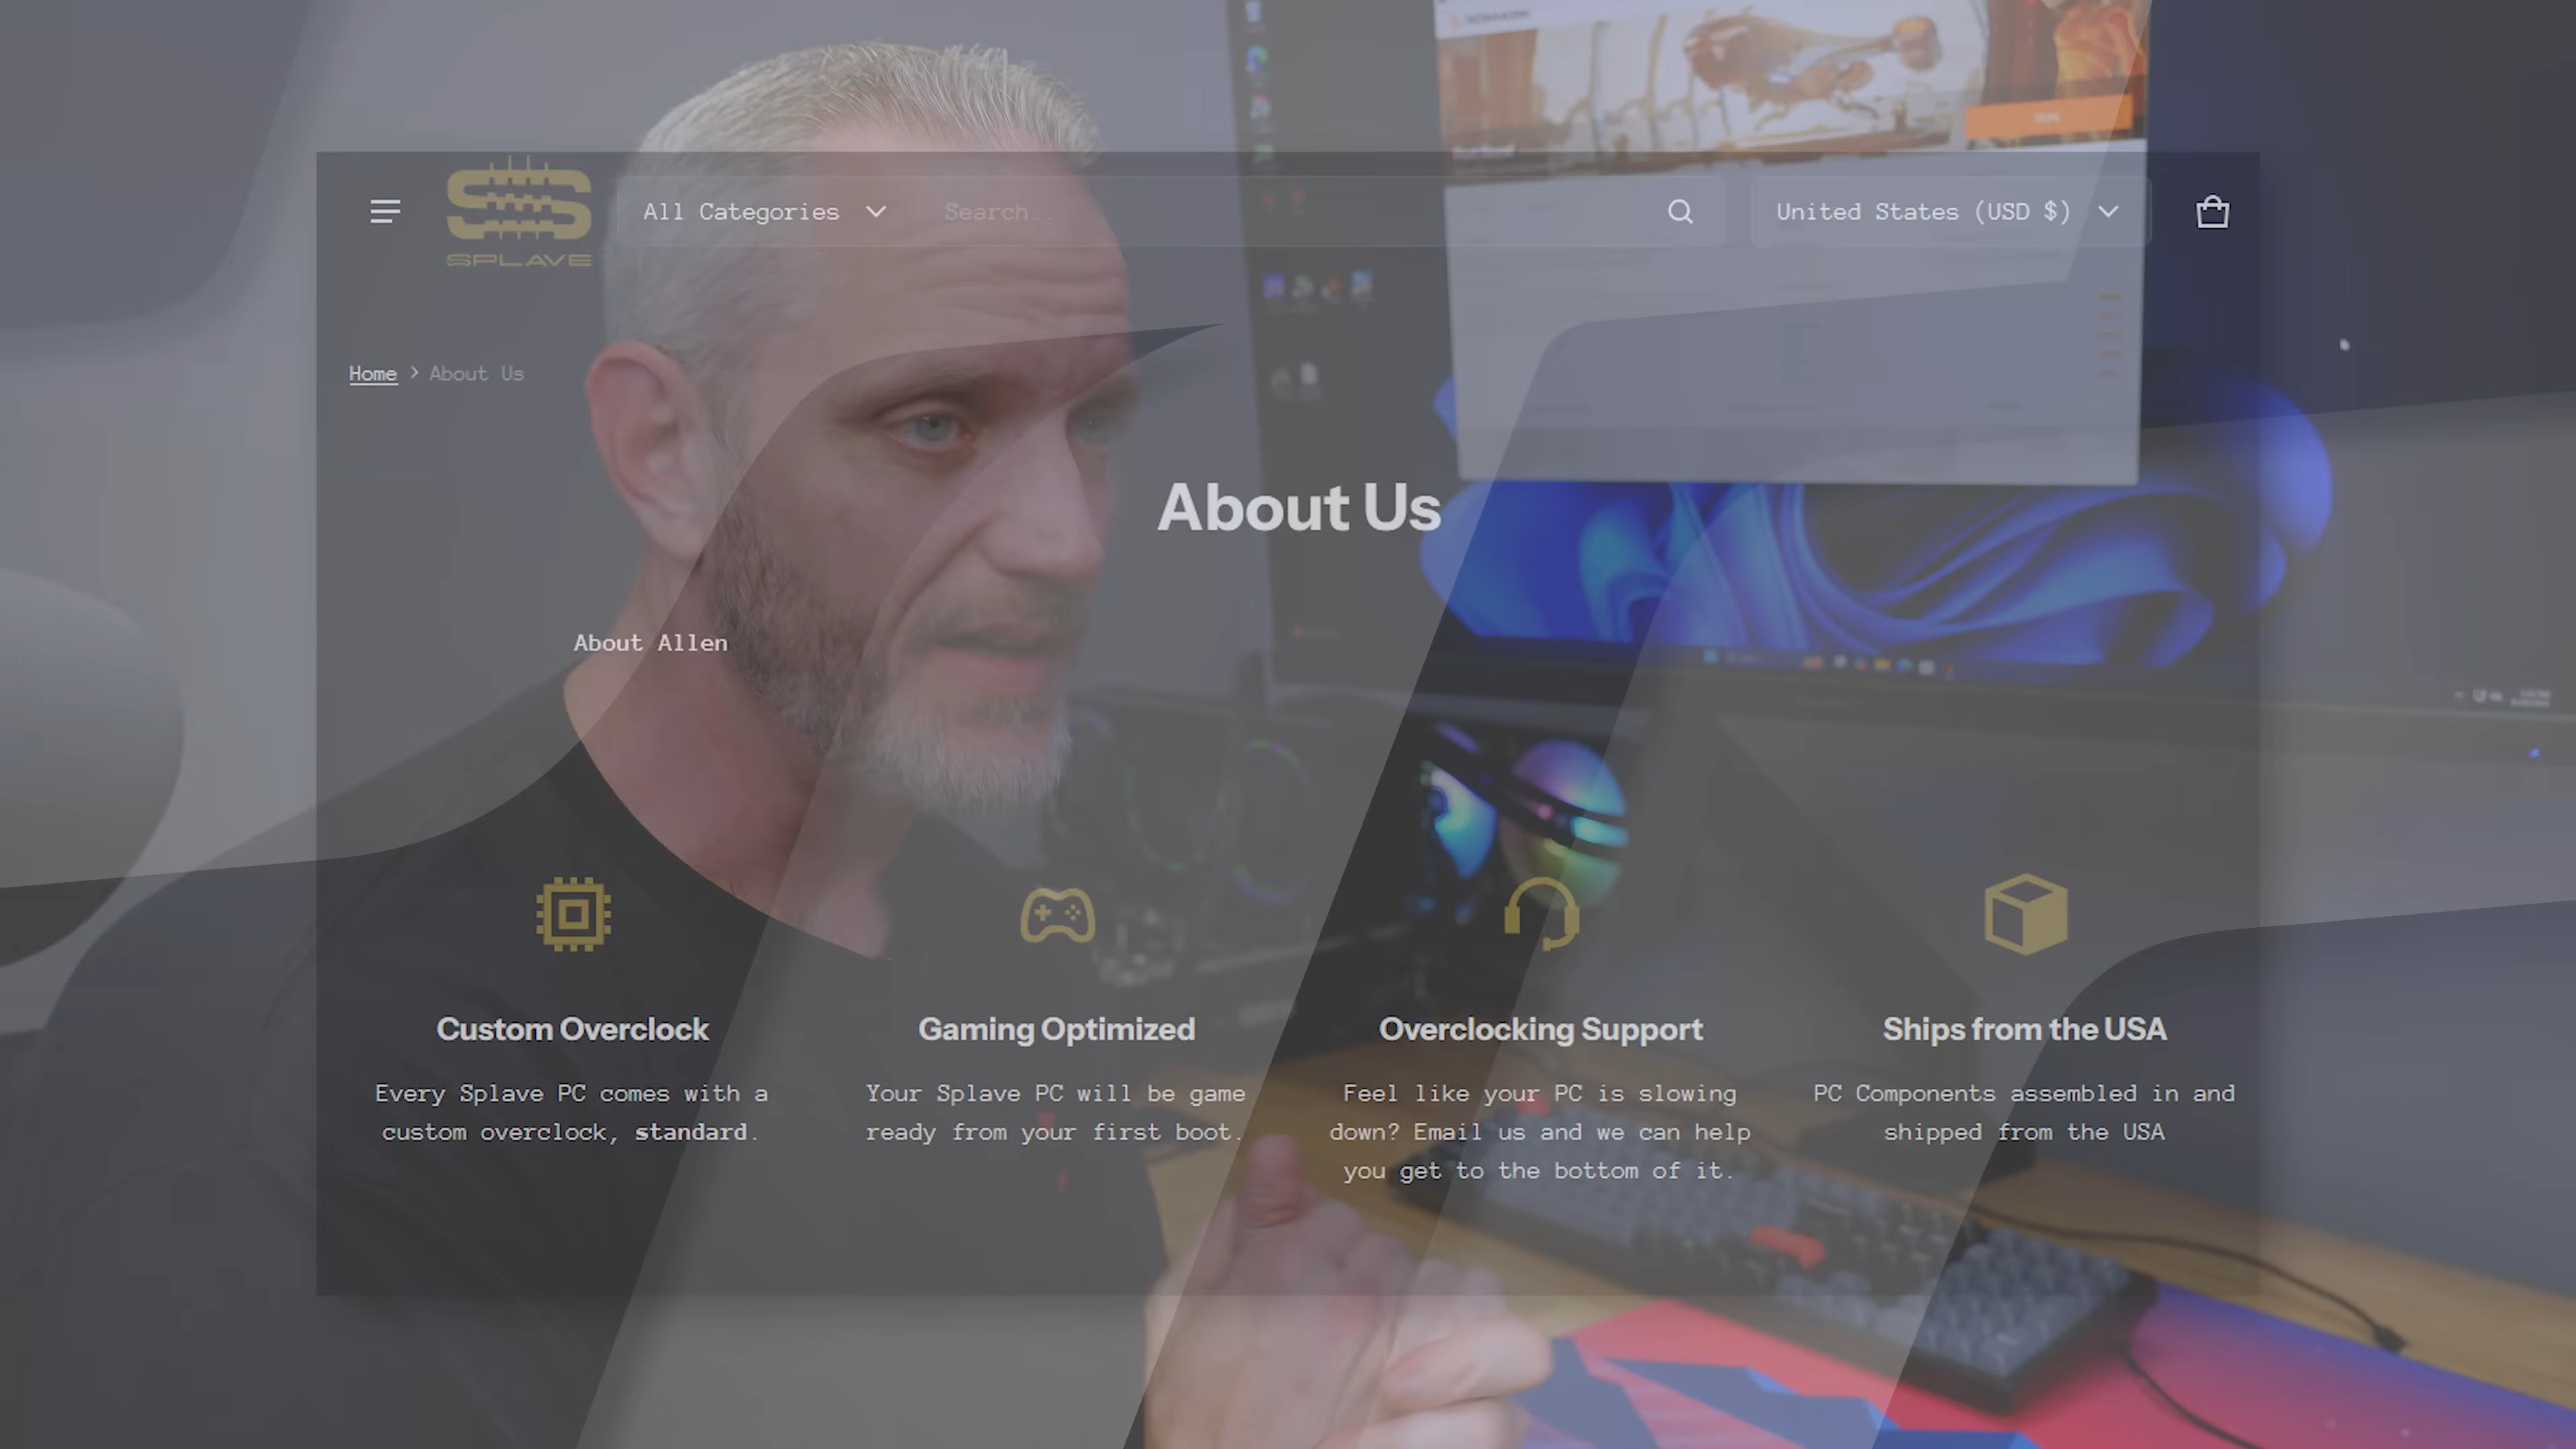 SPLAVE
All Categories
Search..
United States (USD $)
Home > About Us
About Us
About Allen
Custom Overclock
Every Splave PC comes with a
custom overclock, standard.
Gaming Optimized
Your Splave PC will be game
ready from your first boot.
Overclocking Support
Feel like your PC is slowing
down? Email us and we can help
you get to the bottom of it.
Ships from the USA
PC Components assembled in and
shipped from the USA